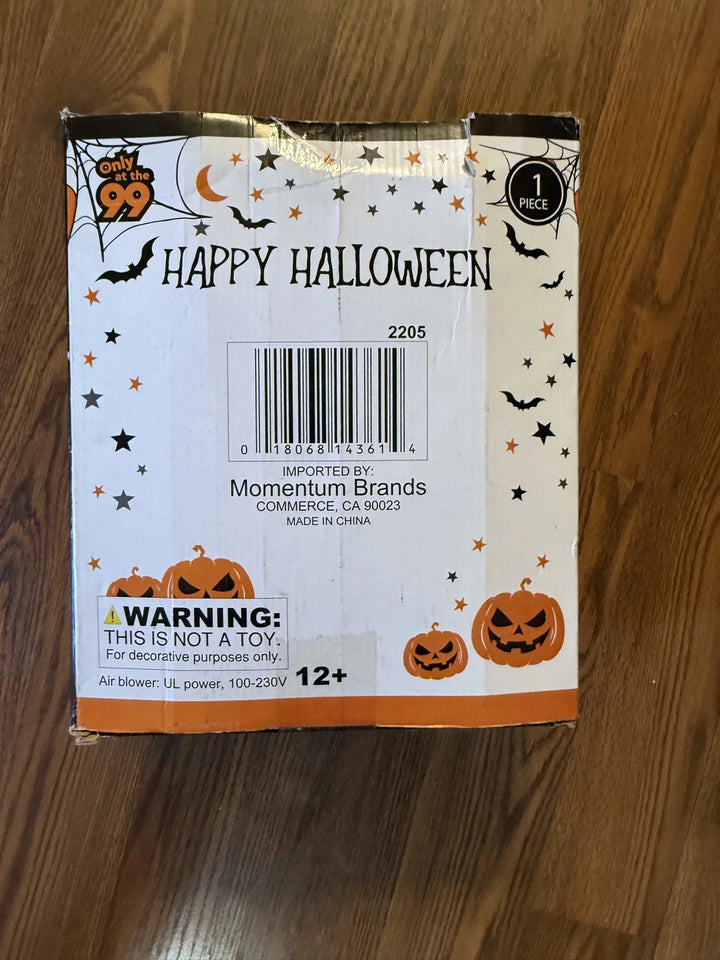 Only
at the
99
1
PIECE
HAPPY HALLOWEEN
2205
0 18068 14361 4
IMPORTED BY:
Momentum Brands
COMMERCE, CA 90023
MADE IN CHINA
WARNING:
THIS IS NOT A TOY.
For decorative purposes only.
Air blower: UL power, 100-230V 12+